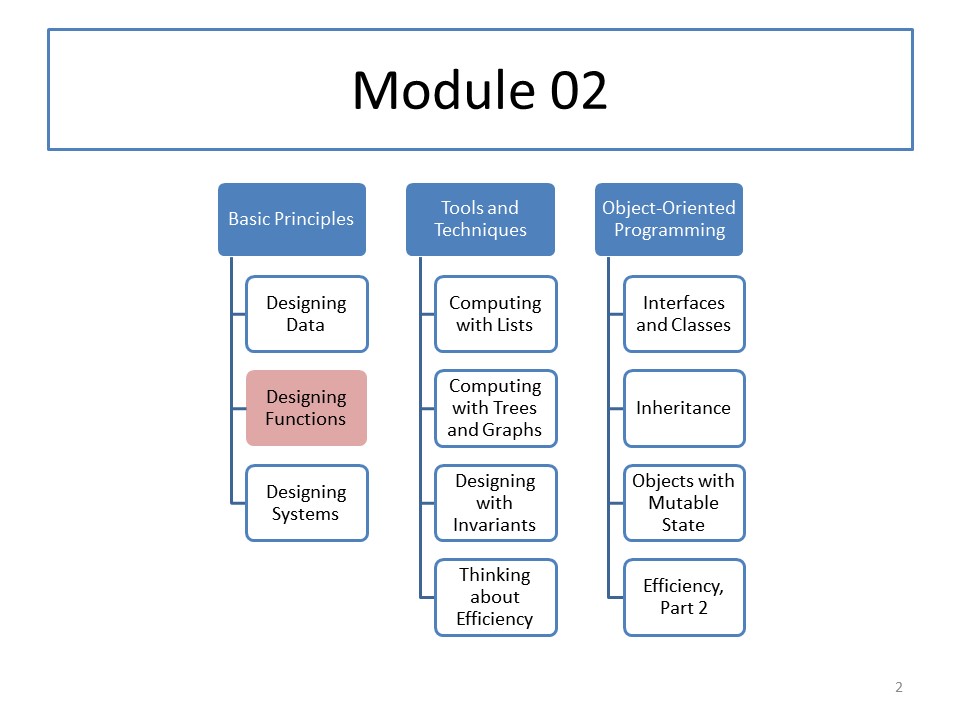 Module 02
Basic Principles
Designing
Data
Designing
Functions
Designing
Systems
Tools and
Techniques
Computing
with Lists
Computing
with Trees
and Graphs
Designing
with
Invariants
Thinking
about
Efficiency
Object-Oriented
Programming
Interfaces
and Classes
Inheritance
Objects with
Mutable
State
Efficiency,
Part 2
2